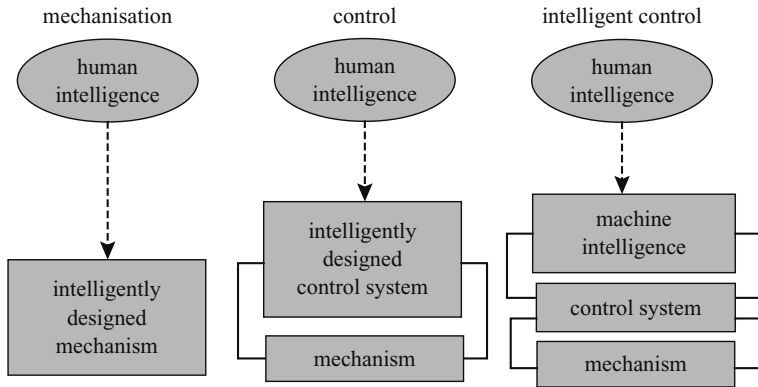 mechanisation
human
intelligence
intelligently
designed
mechanism
control
human
intelligence
intelligently
designed
control system
mechanism
intelligent control
human
intelligence
machine
intelligence
control system
mechanism